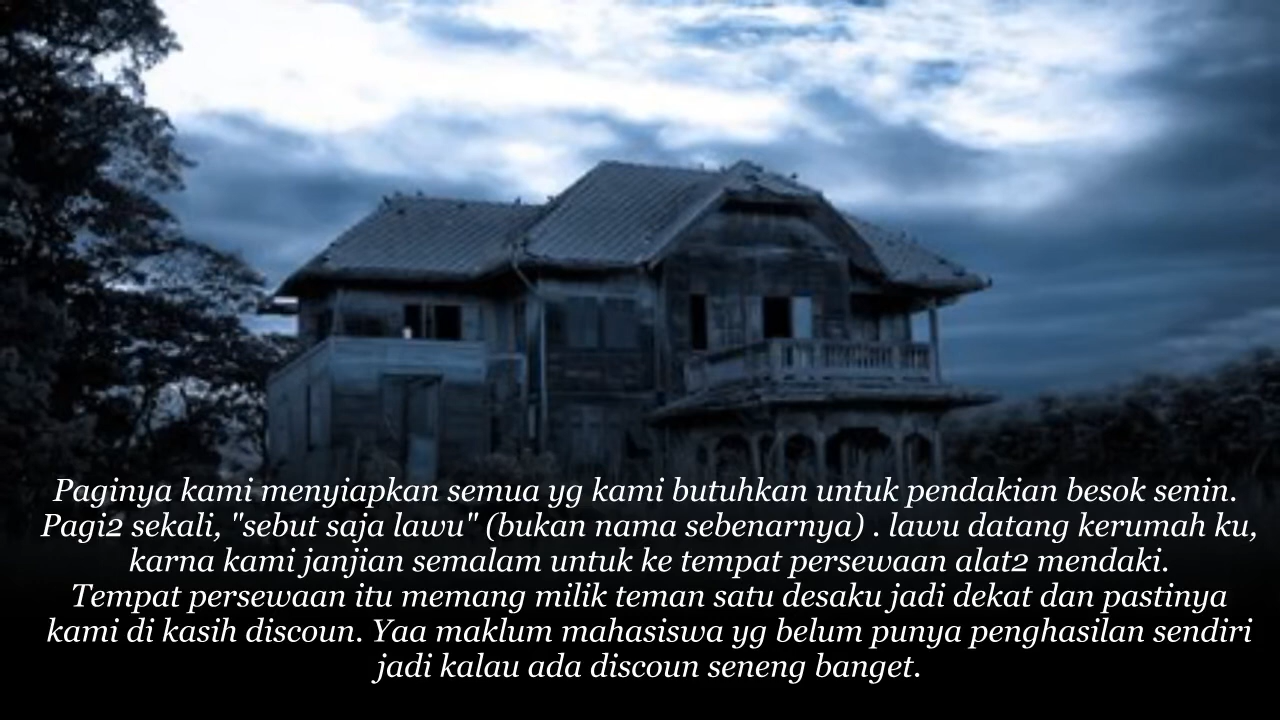 Paginya kami menyiapkan semua yg kami butuhkan untuk pendakian besok senin.
Pagi2 sekali, "sebut saja lawu" (bukan nama sebenarnya) . lawu datang kerumah ku,
karna kami janjian semalam untuk ke tempat persewaan alat2 mendaki.
Tempat persewaan itu memang milik teman satu desaku jadi dekat dan pastinya
kami di kasih discoun. Yaa maklum mahasiswa yg belum punya penghasilan sendiri
jadi kalau ada discoun seneng banget.